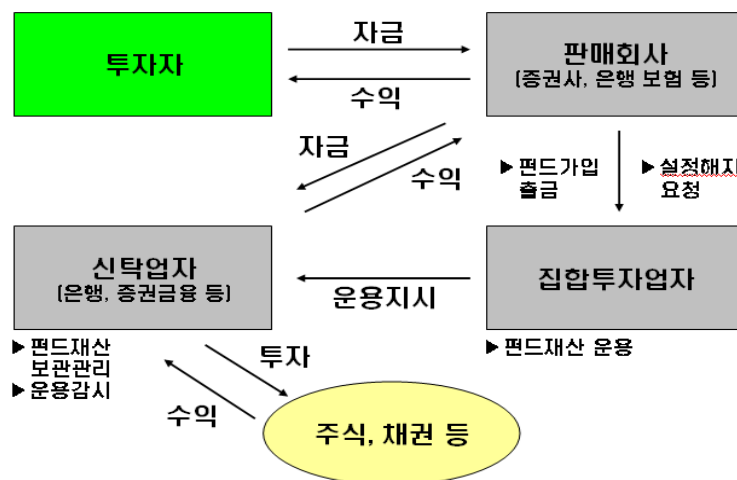 투자자
자금
수익
판매회사
(증권사, 은행 보험 등)
자금
수익
▶ 펀드가입
출금
▶ 설정해지
요청
신탁업자
(은행, 증권금융 등)
운용지시
집합투자업자
▶ 펀드재산
보관관리
▶ 운용감시
▶ 펀드재산 운용
투자
수익
주식, 채권 등